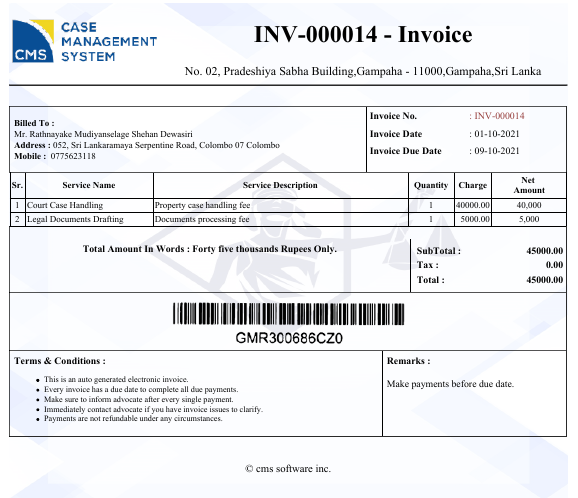 CASE
MANAGEMENT
SYSTEM
CMS
INV-000014 - Invoice
No. 02, Pradeshiya Sabha Building,Gampaha - 11000,Gampaha,Sri Lanka
Billed To :
Mr. Rathnayake Mudiyanselage Shehan Dewasiri
Address : 052, Sri Lankaramaya Serpentine Road, Colombo 07 Colombo
Mobile : 0775623118
Invoice No. : INV-000014
Invoice Date : 01-10-2021
Invoice Due Date : 09-10-2021
Sr. Service Name Service Description Quantity Charge Net Amount
1 Court Case Handling Property case handling fee 1 40000.00 40,000
2 Legal Documents Drafting Documents processing fee 1 5000.00 5,000
Total Amount In Words : Forty five thousands Rupees Only.
SubTotal : 45000.00
Tax : 0.00
Total : 45000.00
GMR300686CZ0
Terms & Conditions :
This is an auto generated electronic invoice.
Every invoice has a due date to complete all due payments.
Make sure to inform advocate after every single payment.
Immediately contact advocate if you have invoice issues to clarify.
Payments are not refundable under any circumstances.
Remarks :
Make payments before due date.
© cms software inc.